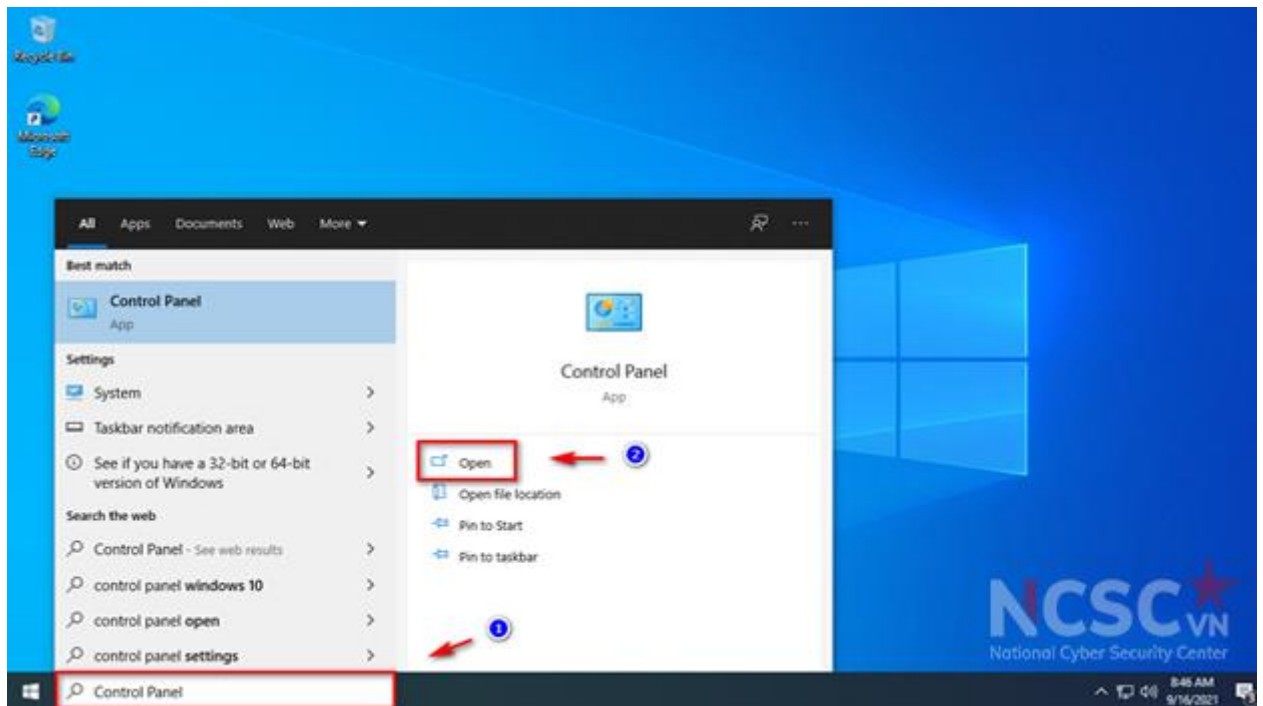 Recycle Bin
Microsoft
Edge
All Apps Documents Web More
Best match
Control Panel
App
Settings
System
Taskbar notification area
See if you have a 32-bit or 64-bit
version of Windows
Search the web
Control Panel - See web results
control panel windows 10
control panel open
control panel settings
Control Panel
App
Open
2
Open file location
Pin to Start
Pin to taskbar
1
NCSC VN
National Cyber Security Center
Control Panel
8:46 AM
9/16/2021